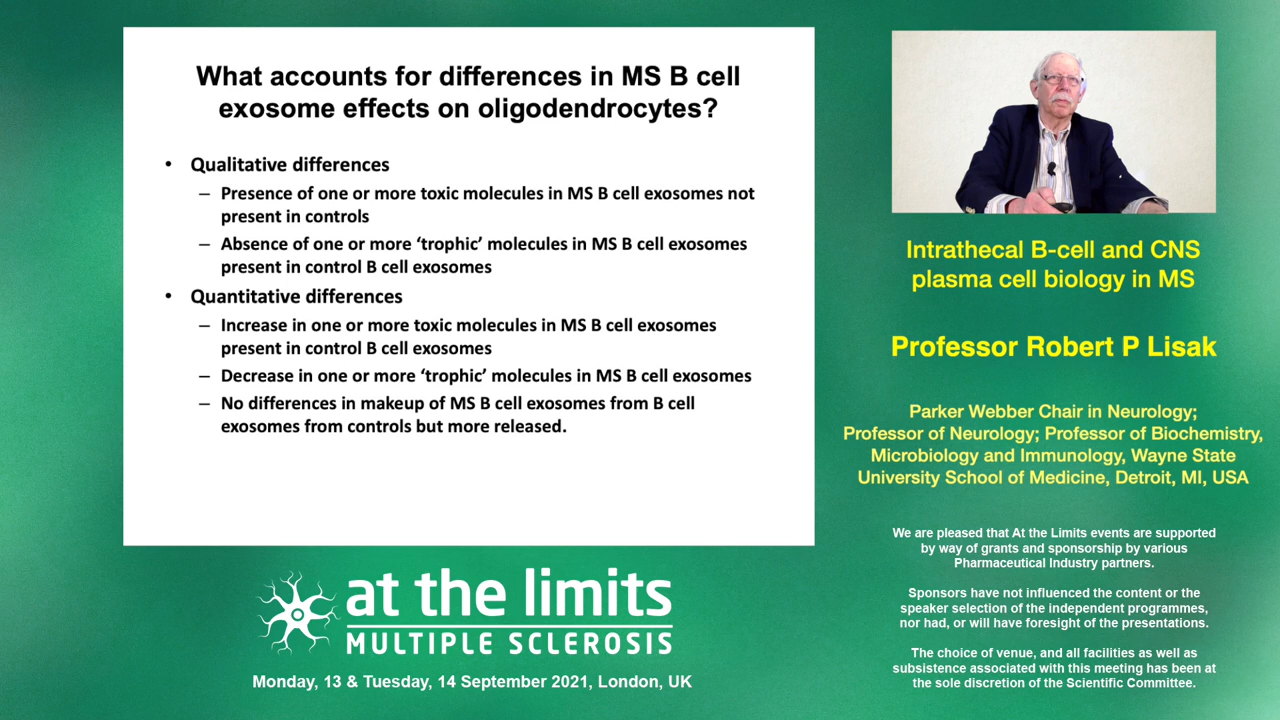 What accounts for differences in MS B cell
exosome effects on oligodendrocytes?
• Qualitative differences
– Presence of one or more toxic molecules in MS B cell exosomes not
present in controls
– Absence of one or more ‘trophic’ molecules in MS B cell exosomes
present in control B cell exosomes
• Quantitative differences
– Increase in one or more toxic molecules in MS B cell exosomes
present in control B cell exosomes
– Decrease in one or more ‘trophic’ molecules in MS B cell exosomes
– No differences in makeup of MS B cell exosomes from B cell
exosomes from controls but more released.
at the limits
MULTIPLE SCLEROSIS
Monday, 13 & Tuesday, 14 September 2021, London, UK
Intrathecal B-cell and CNS
plasma cell biology in MS
Professor Robert P Lisak
Parker Webber Chair in Neurology;
Professor of Neurology; Professor of Biochemistry,
Microbiology and Immunology, Wayne State
University School of Medicine, Detroit, MI, USA
We are pleased that At the Limits events are supported
by way of grants and sponsorship by various
Pharmaceutical Industry partners.
Sponsors have not influenced the content or the
speaker selection of the independent programmes,
nor had, or will have foresight of the presentations.
The choice of venue, and all facilities as well as
subsistence associated with this meeting has been at
the sole discretion of the Scientific Committee.